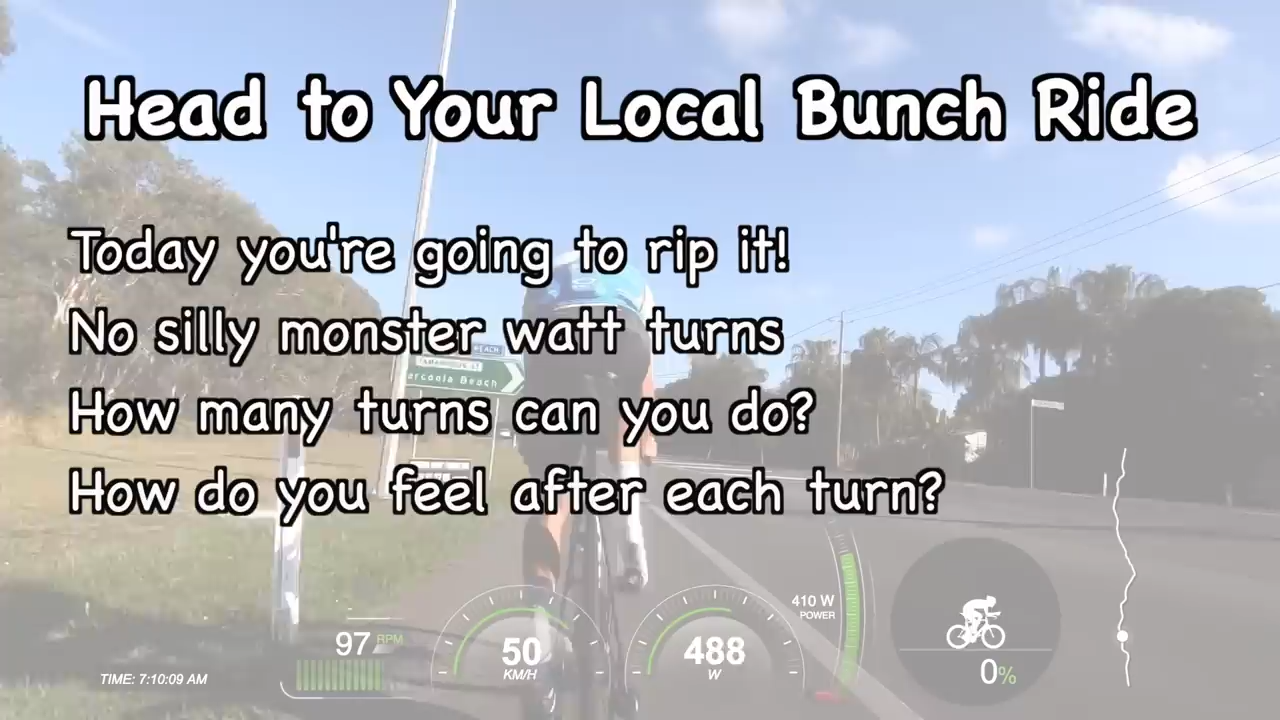 Head to Your Local Bunch Ride
Today you're going to rip it!
No silly monster watt turns
How many turns can you do?
How do you feel after each turn?
BEACH
Beach
410 W
POWER
97 RPM
50
KM/H
488
W
0%
TIME: 7:10:09 AM